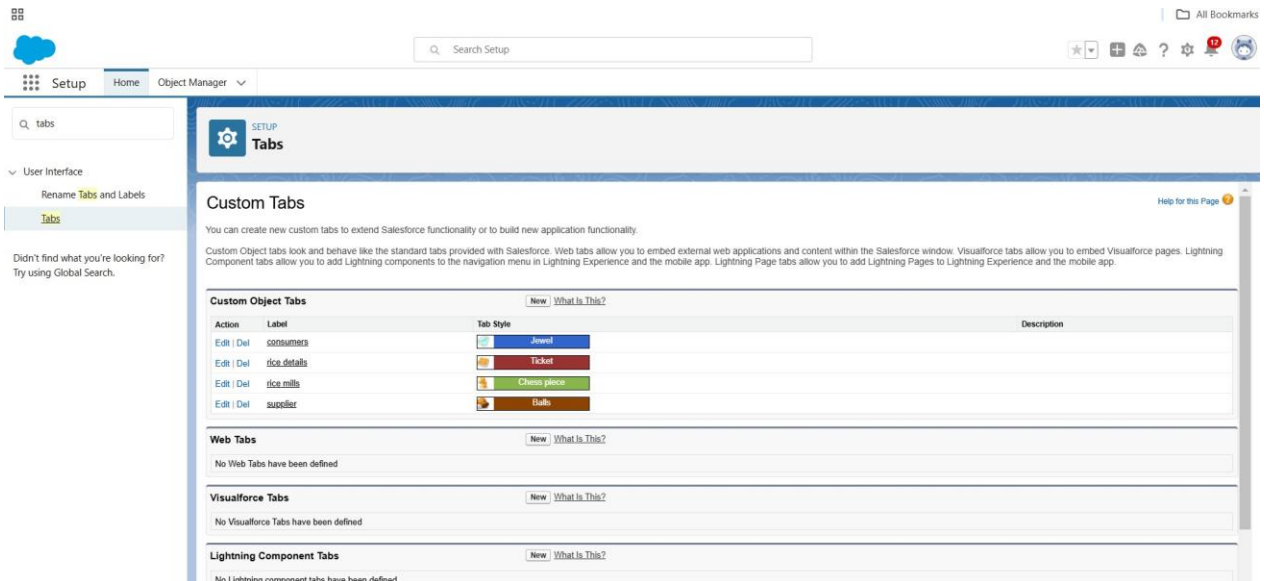 All Bookmarks
Search Setup
12
Setup
Home
Object Manager
tabs
SETUP
Tabs
User Interface
Rename Tabs and Labels
Tabs
Didn't find what you're looking for?
Try using Global Search.
Custom Tabs
Help for this Page ?
You can create new custom tabs to extend Salesforce functionality or to build new application functionality.
Custom Object tabs look and behave like the standard tabs provided with Salesforce. Web tabs allow you to embed external web applications and content within the Salesforce window. Visualforce tabs allow you to embed Visualforce pages. Lightning
Component tabs allow you to add Lightning components to the navigation menu in Lightning Experience and the mobile app. Lightning Page tabs allow you to add Lightning Pages to Lightning Experience and the mobile app.
Custom Object Tabs New What Is This?
Action Label Tab Style Description
Edit | Del consumers Jewel
Edit | Del rice details Ticket
Edit | Del rice mills Chess piece
Edit | Del supplier Balls
Web Tabs New What Is This?
No Web Tabs have been defined
Visualforce Tabs New What Is This?
No Visualforce Tabs have been defined
Lightning Component Tabs New What Is This?
No Lightning component tabs have been defined